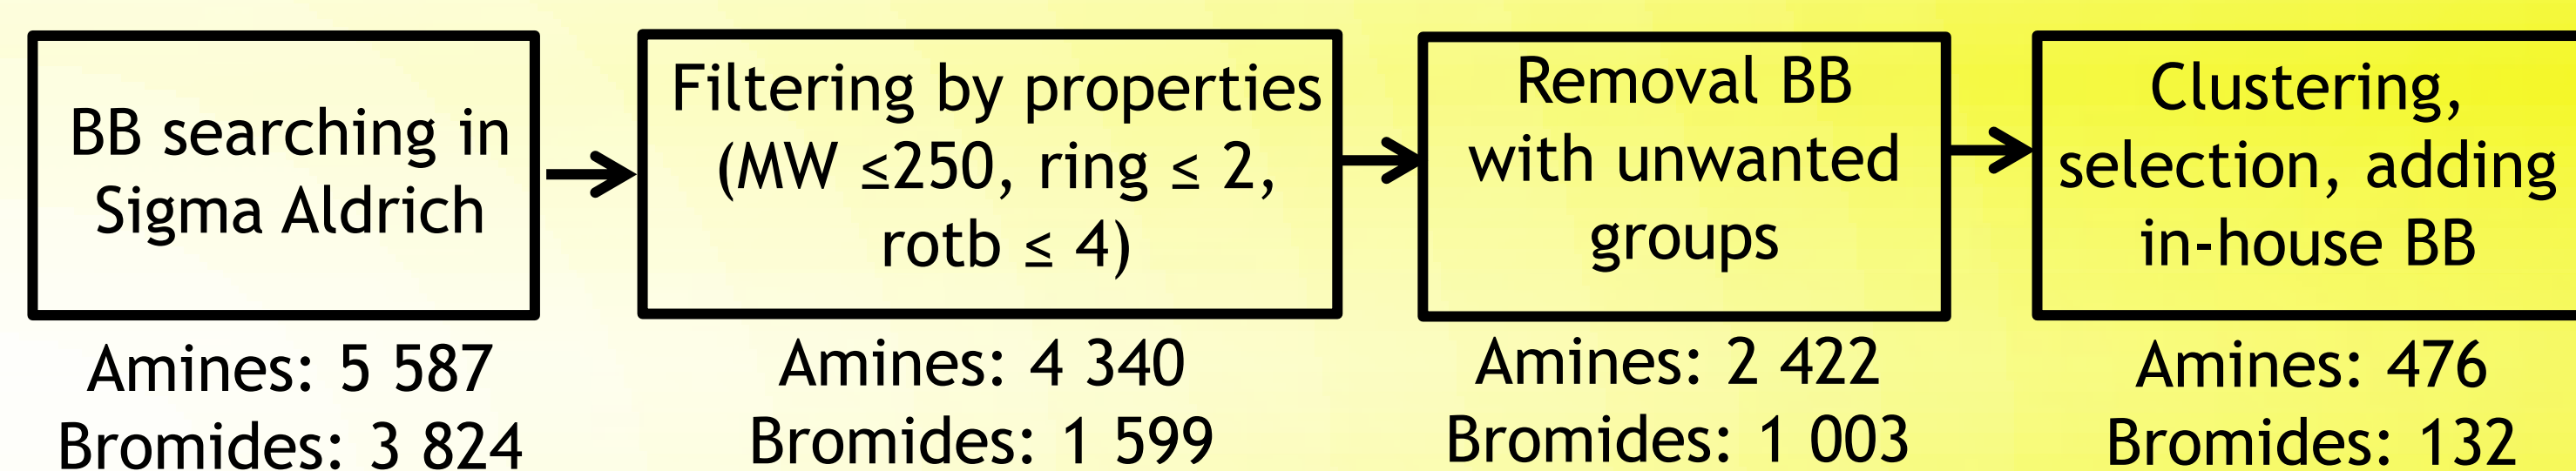 BB searching in
Sigma Aldrich
Amines: 5 587
Bromides: 3 824
Filtering by properties
(MW ≤250, ring ≤ 2,
rotb ≤ 4)
Amines: 4 340
Bromides: 1 599
Removal BB
with unwanted
groups
Amines: 2 422
Bromides: 1 003
Clustering,
selection, adding
in-house BB
Amines: 476
Bromides: 132